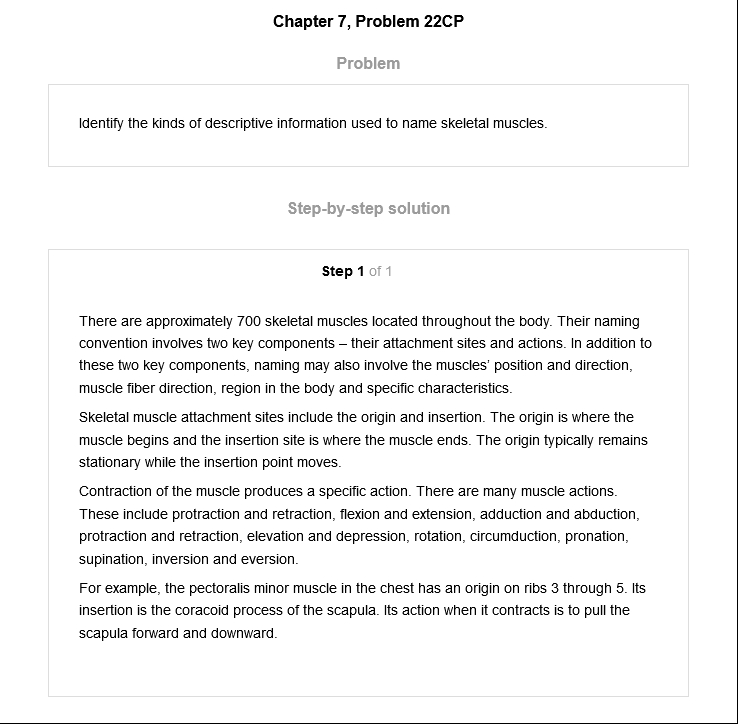 Chapter 7, Problem 22CP
Problem
Identify the kinds of descriptive information used to name skeletal muscles.
Step-by-step solution
Step 1 of 1
There are approximately 700 skeletal muscles located throughout the body. Their naming
convention involves two key components – their attachment sites and actions. In addition to
these two key components, naming may also involve the muscles’ position and direction,
muscle fiber direction, region in the body and specific characteristics.
Skeletal muscle attachment sites include the origin and insertion. The origin is where the
muscle begins and the insertion site is where the muscle ends. The origin typically remains
stationary while the insertion point moves.
Contraction of the muscle produces a specific action. There are many muscle actions.
These include protraction and retraction, flexion and extension, adduction and abduction,
protraction and retraction, elevation and depression, rotation, circumduction, pronation,
supination, inversion and eversion.
For example, the pectoralis minor muscle in the chest has an origin on ribs 3 through 5. Its
insertion is the coracoid process of the scapula. Its action when it contracts is to pull the
scapula forward and downward.